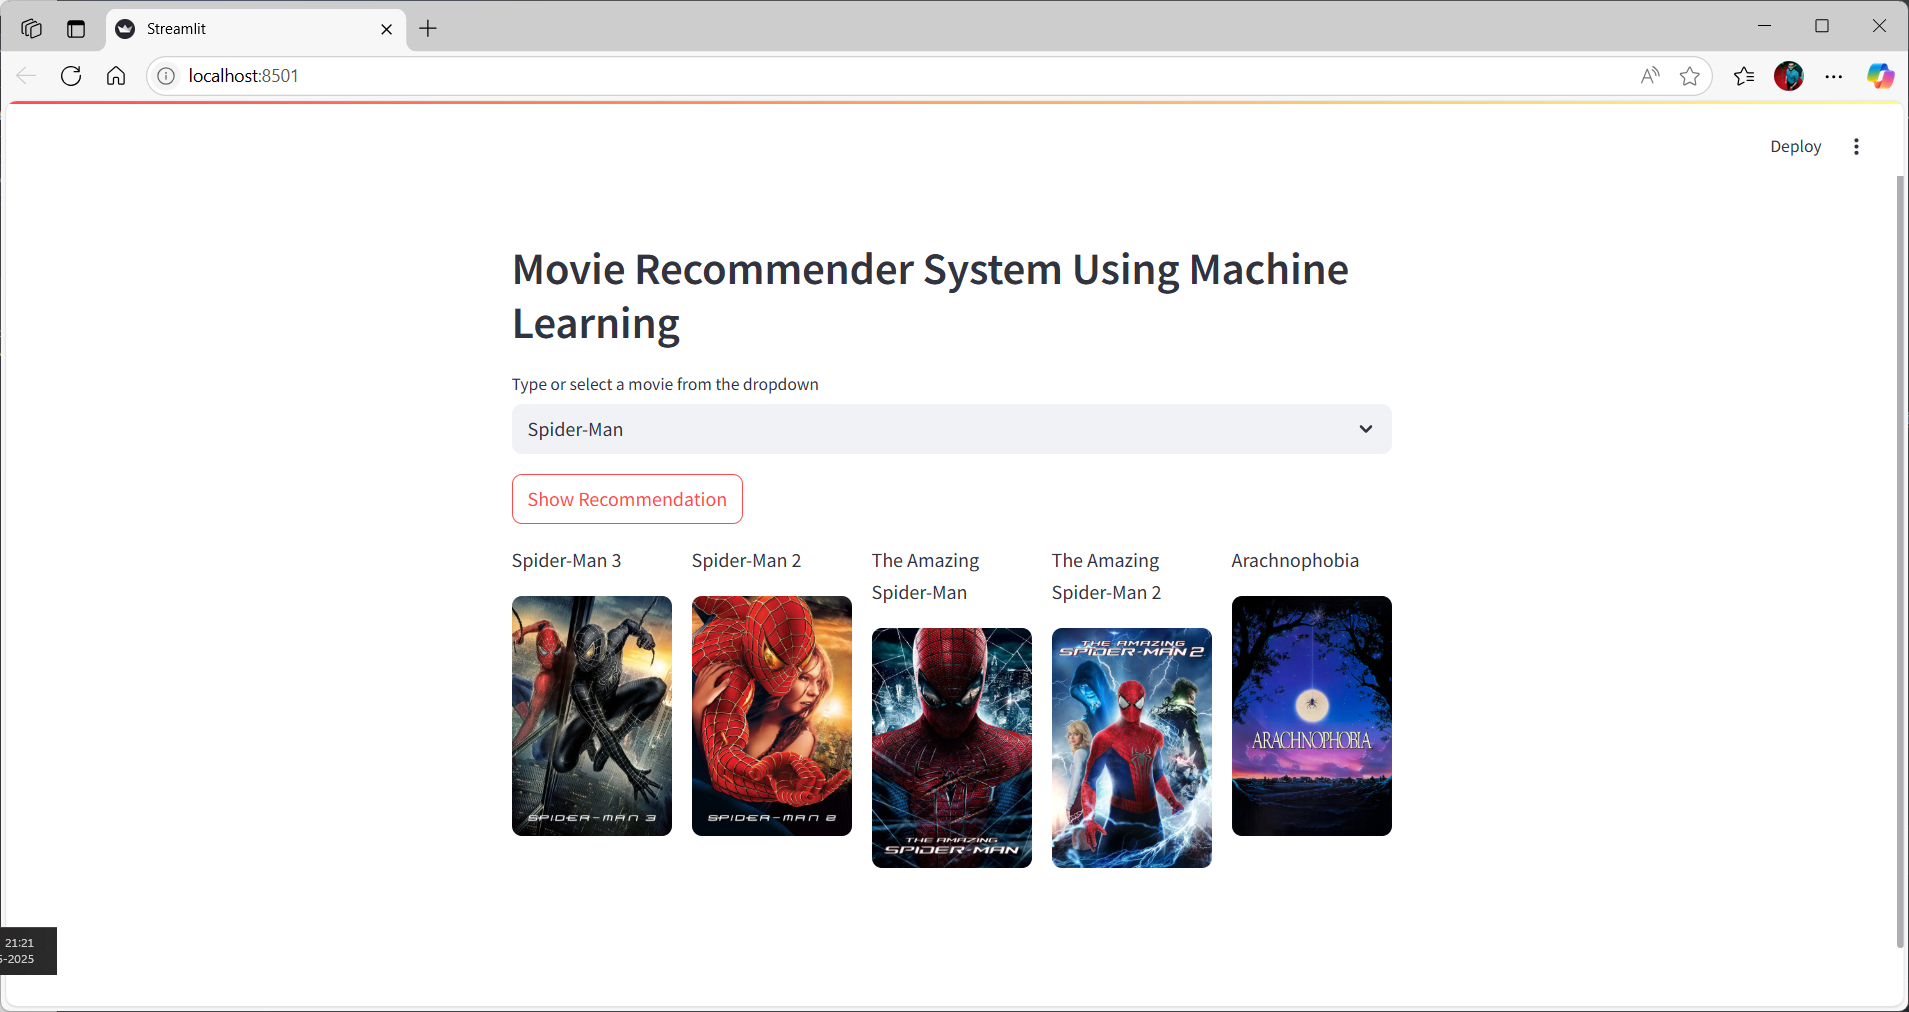 Streamlit
localhost:8501
Deploy
Movie Recommender System Using Machine
Learning
Type or select a movie from the dropdown
Spider-Man
Show Recommendation
Spider-Man 3
Spider-Man 2
The Amazing
Spider-Man
The Amazing
Spider-Man 2
Arachnophobia
SPIDER-MAN 3
SPIDER-MAN 2
THE AMAZING
SPIDER-MAN
THE AMAZING
SPIDER-MAN 2
ARACHNOPHOBIA
21:21
-2025